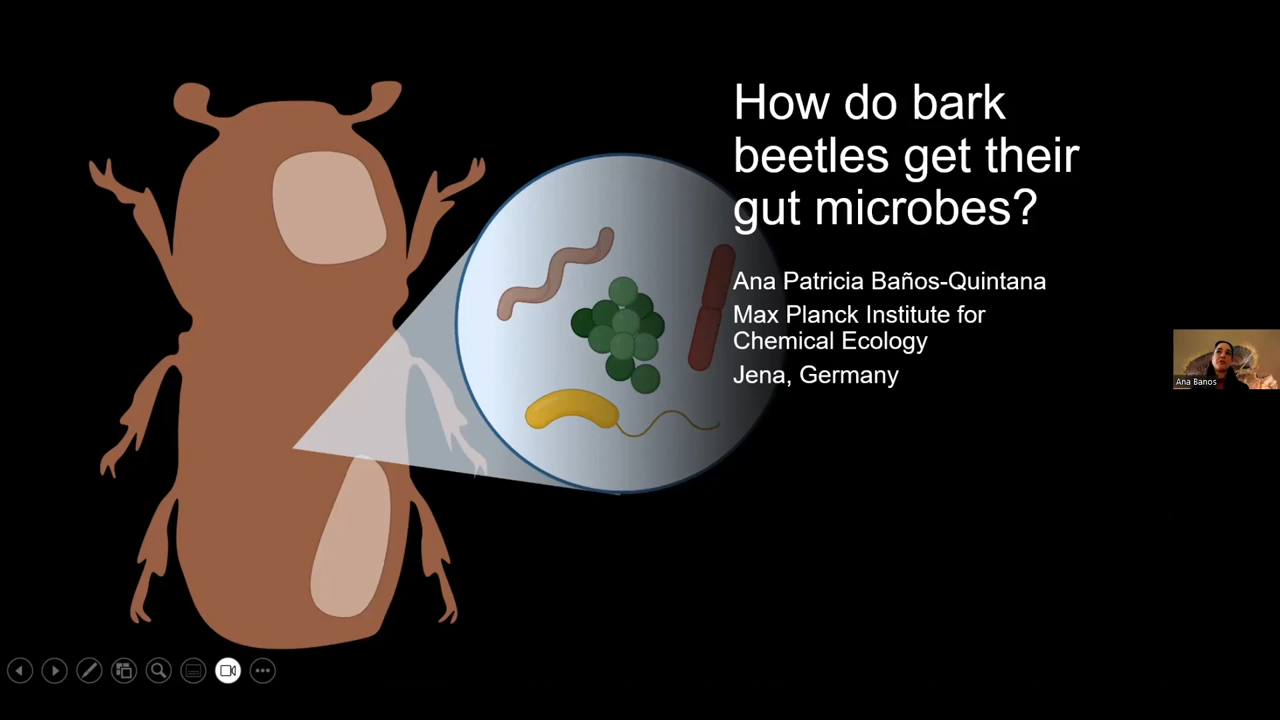 How do bark
beetles get their
gut microbes?
Ana Patricia Baños-Quintana
Max Planck Institute for
Chemical Ecology
Jena, Germany
Ana Banos